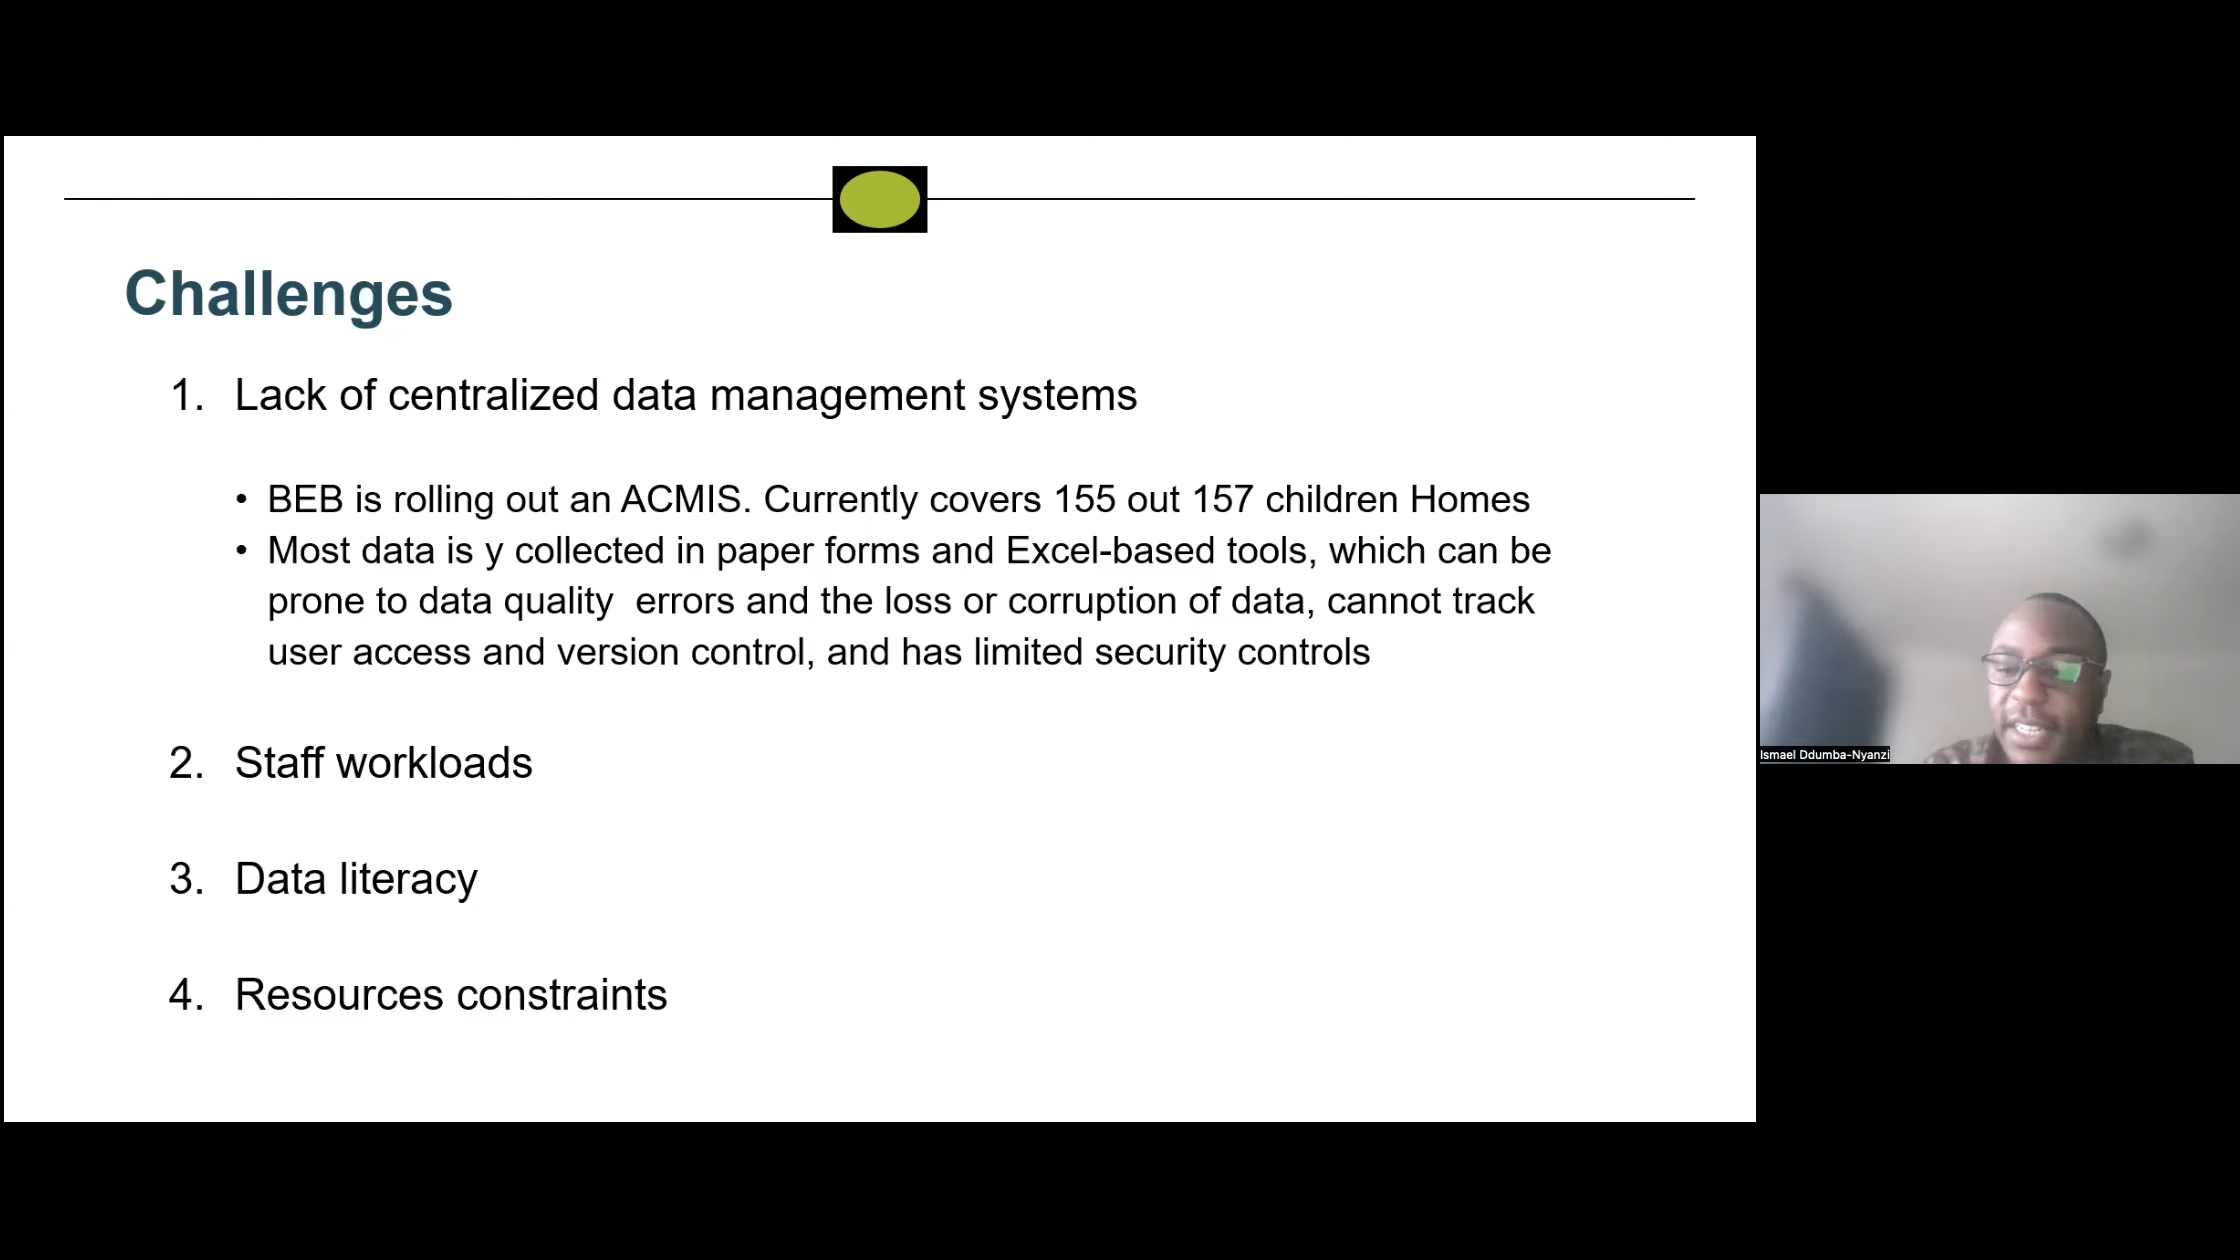 Challenges
1. Lack of centralized data management systems
• BEB is rolling out an ACMIS. Currently covers 155 out 157 children Homes
• Most data is y collected in paper forms and Excel-based tools, which can be
prone to data quality  errors and the loss or corruption of data, cannot track
user access and version control, and has limited security controls
2. Staff workloads
3. Data literacy
4. Resources constraints
Ismael Ddumba-Nyanzi